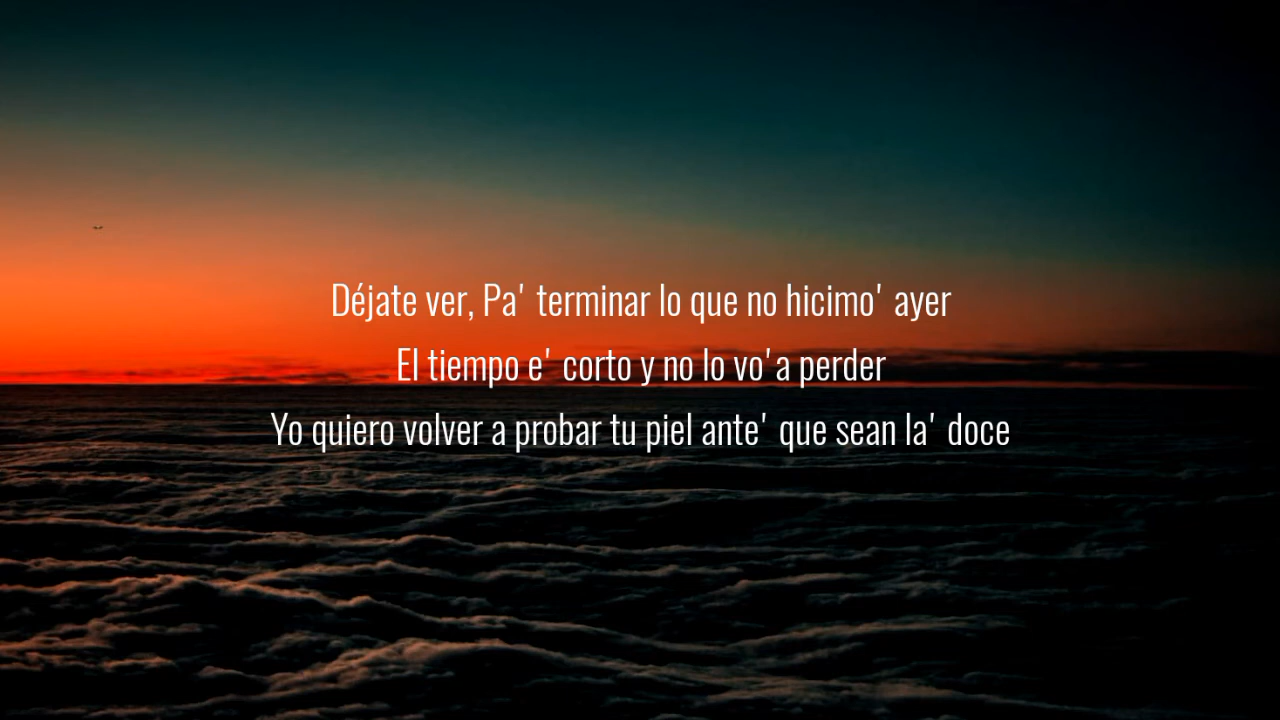 Déjate ver, Pa' terminar lo que no hicimo' ayer
El tiempo e' corto y no lo vo'a perder
Yo quiero volver a probar tu piel ante' que sean la' doce